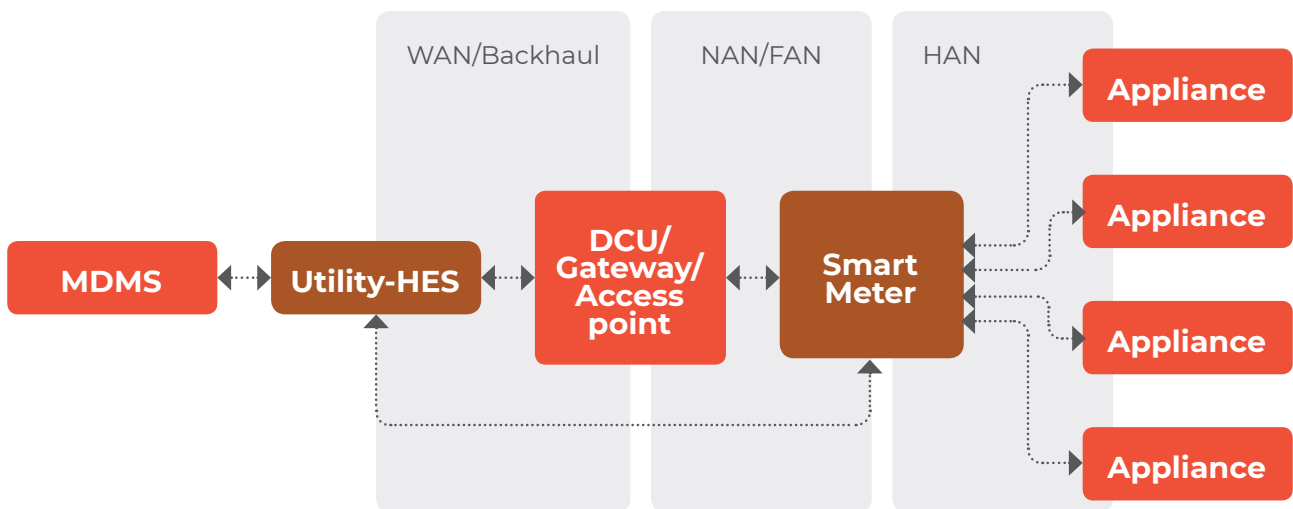 WAN/Backhaul
NAN/FAN
HAN
Appliance
Appliance
MDMS
Utility-HES
DCU/
Gateway/
Access
point
Smart
Meter
Appliance
Appliance